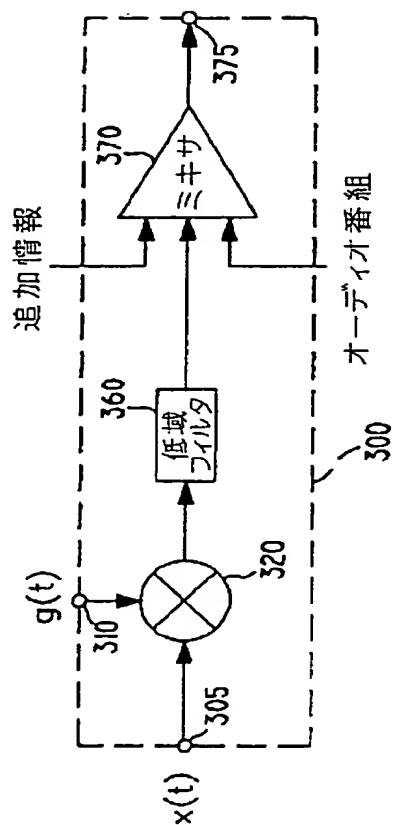 x(t)
305
g(t)
310
320
低域
フィルタ
360
追加情報
370
ミキサ
オーディオ番組
375
300